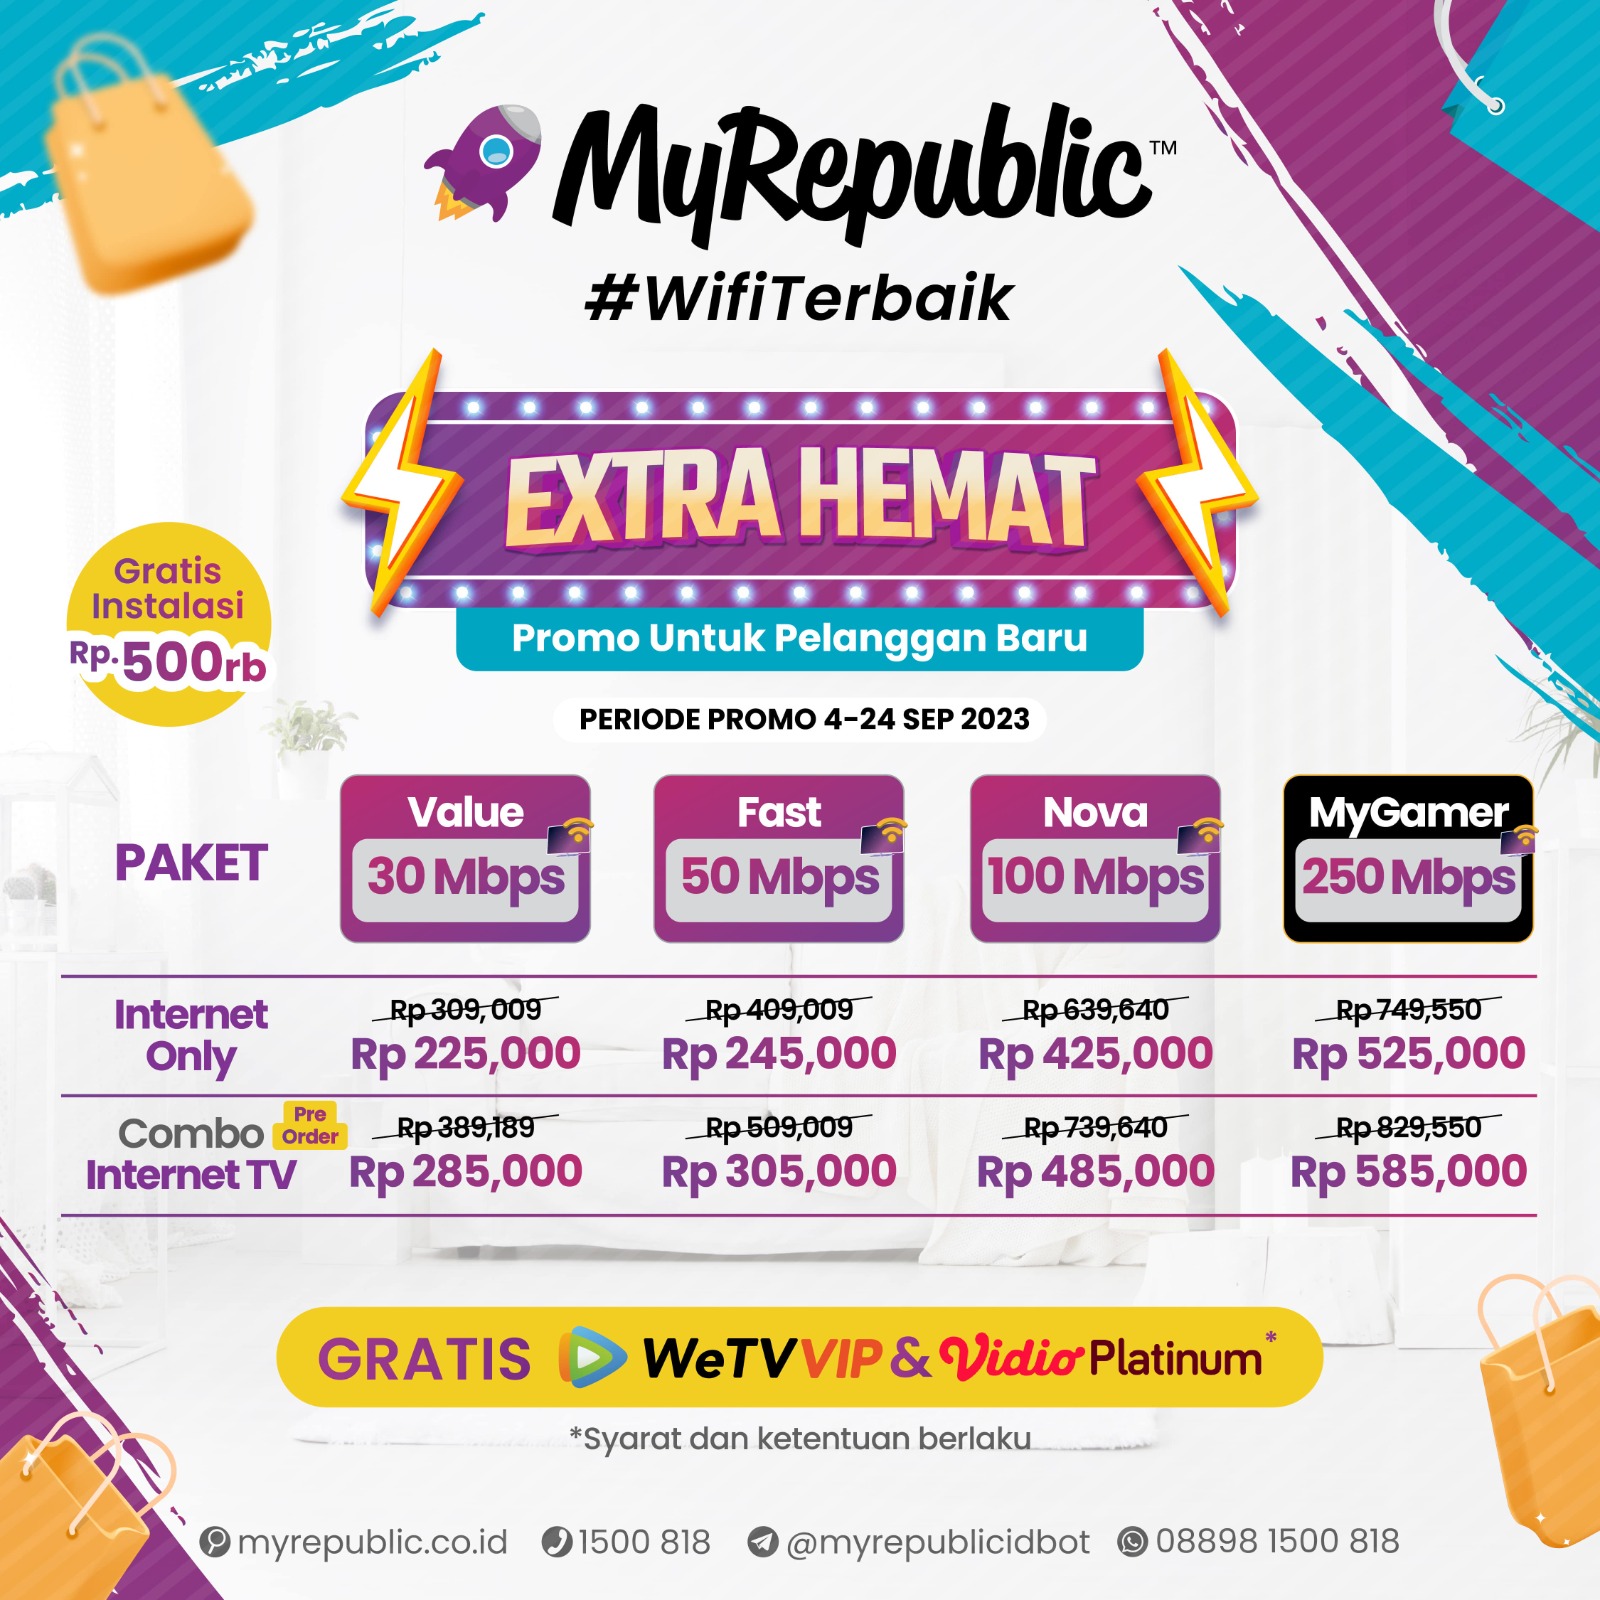 MyRepublic™
#WifiTerbaik
EXTRA HEMAT
Promo Untuk Pelanggan Baru
Gratis
Instalasi
Rp.500rb
PERIODE PROMO 4-24 SEP 2023
PAKET
Value
30 Mbps
Fast
50 Mbps
Nova
100 Mbps
MyGamer
250 Mbps
Internet
Only
Rp 309,009
Rp 225,000
Rp 409,009
Rp 245,000
Rp 639,640
Rp 425,000
Rp 749,550
Rp 525,000
Combo
Internet TV
Pre
Order
Rp 389,189
Rp 285,000
Rp 509,009
Rp 305,000
Rp 739,640
Rp 485,000
Rp 829,550
Rp 585,000
GRATIS WeTV VIP & Vidio Platinum*
*Syarat dan ketentuan berlaku
myrepublic.co.id 1500 818 @myrepublicidbot 08898 1500 818